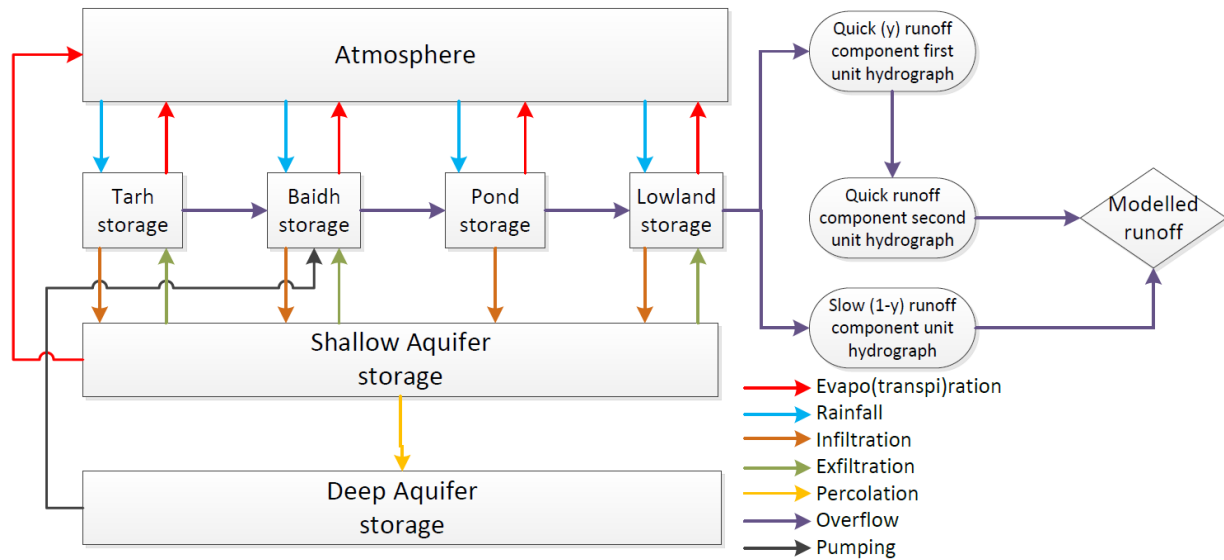 Atmosphere
Quick (y) runoff
component first
unit hydrograph
Tarh
storage
Baidh
storage
Pond
storage
Lowland
storage
Quick runoff
component second
unit hydrograph
Modelled
runoff
Slow (1-y) runoff
component unit
hydrograph
Shallow Aquifer
storage
Deep Aquifer
storage
Evapo(transpi)ration
Rainfall
Infiltration
Exfiltration
Percolation
Overflow
Pumping